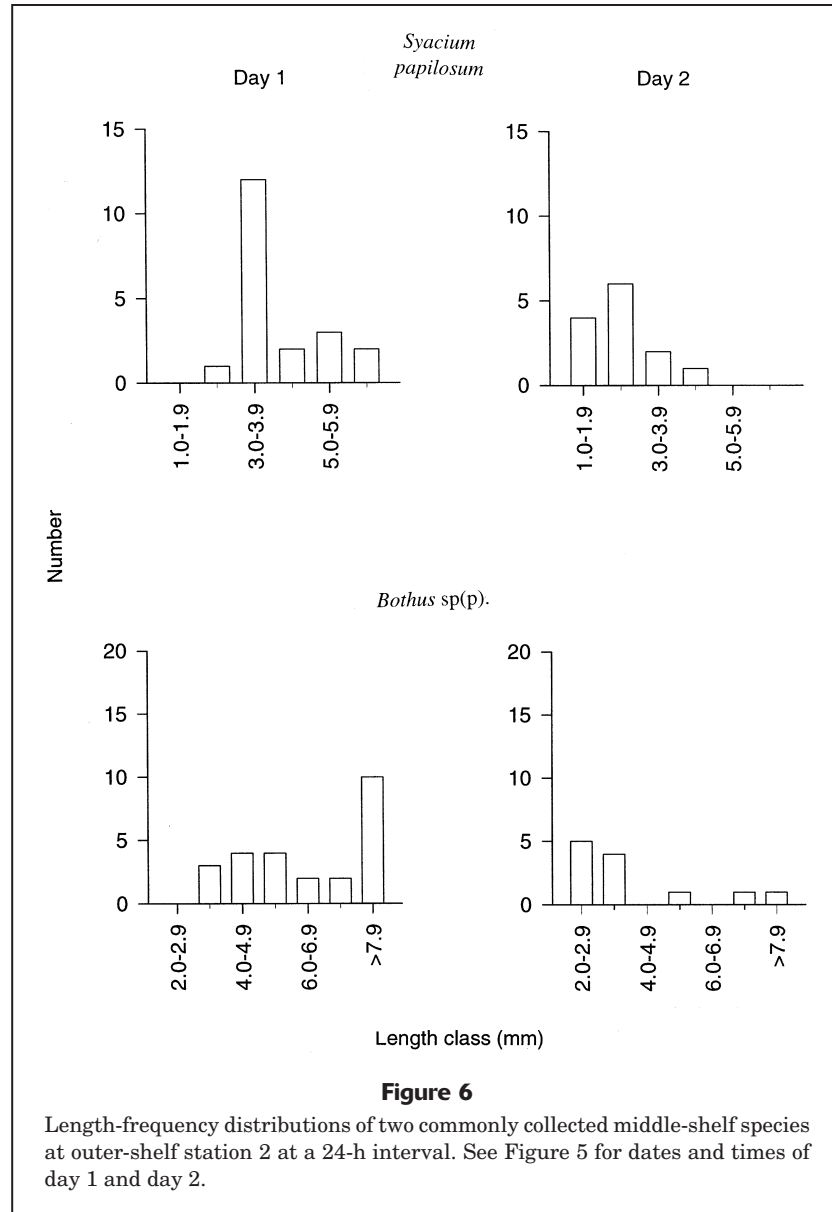 Syacium
papilosum
Day 1
Day 2
15
10
5
0
1.0-1.9
3.0-3.9
5.0-5.9
15
10
5
0
1.0-1.9
3.0-3.9
5.0-5.9
Number
Bothus sp(p).
20
15
10
5
0
2.0-2.9
4.0-4.9
6.0-6.9
>7.9
20
15
10
5
0
2.0-2.9
4.0-4.9
6.0-6.9
>7.9
Length class (mm)
Figure 6
Length-frequency distributions of two commonly collected middle-shelf species
at outer-shelf station 2 at a 24-h interval. See Figure 5 for dates and times of
day 1 and day 2.